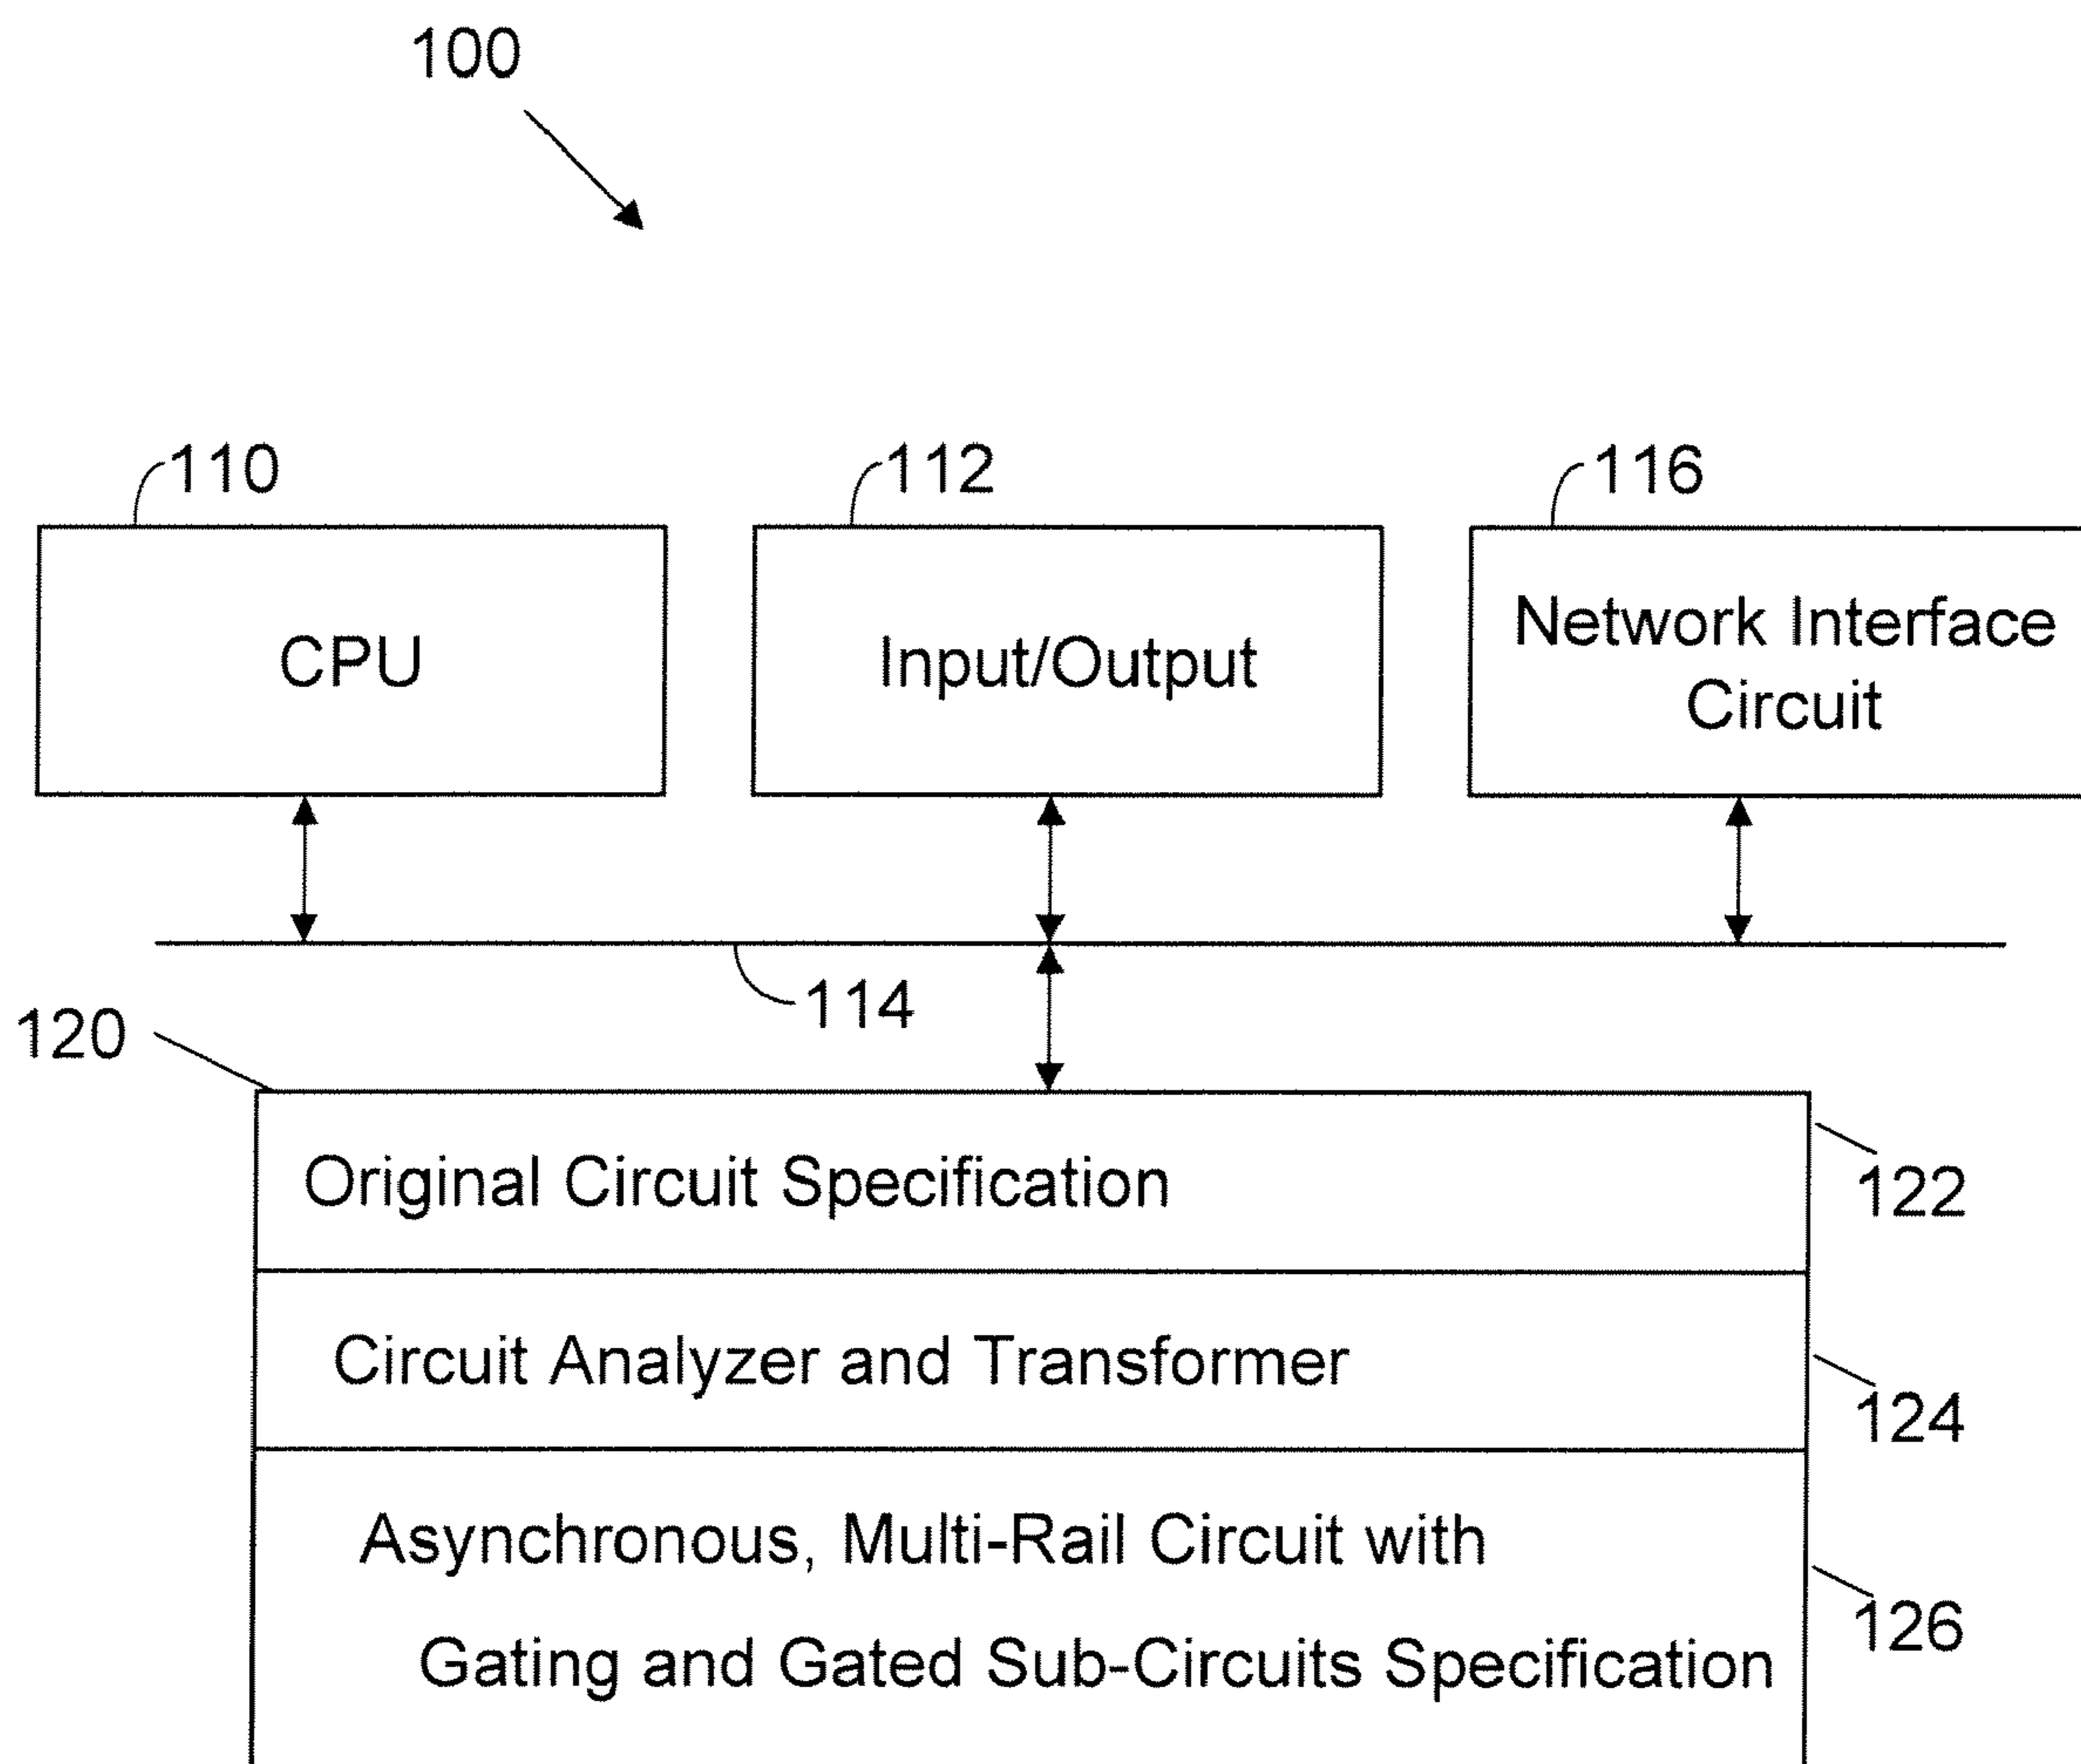 100
110
112
116
CPU
Input/Output
Network Interface
Circuit
114
120
Original Circuit Specification
122
Circuit Analyzer and Transformer
124
Asynchronous, Multi-Rail Circuit with
126
Gating and Gated Sub-Circuits Specification